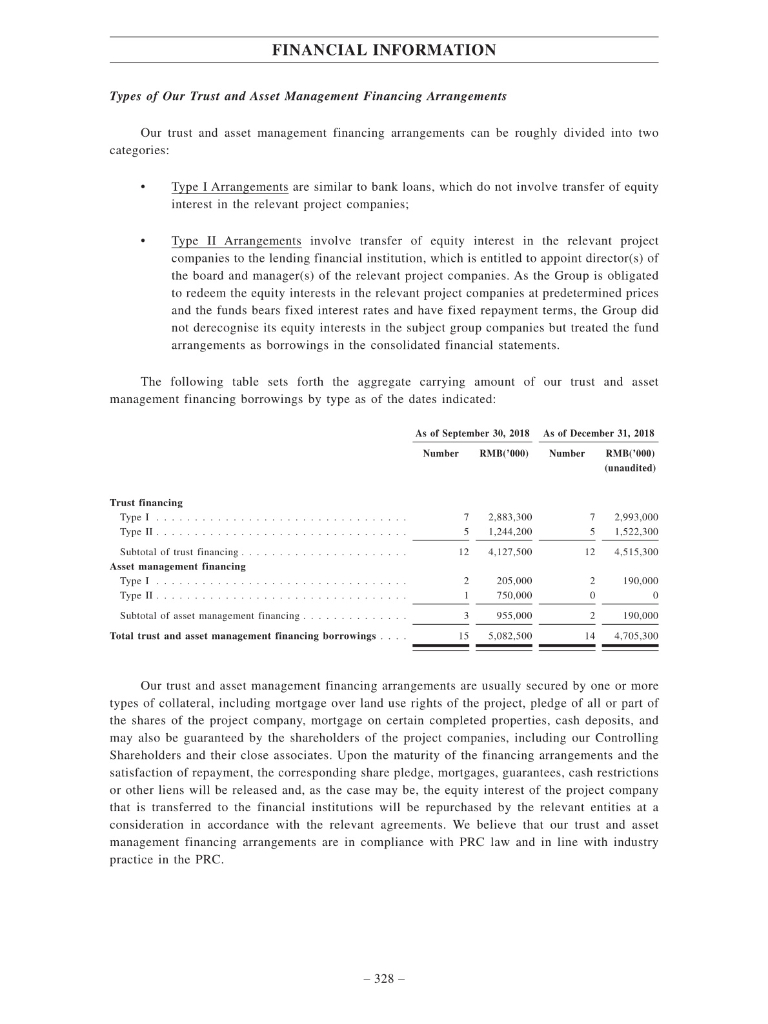 FINANCIAL INFORMATION
Types of Our Trust and Asset Management Financing Arrangements
Our trust and asset management financing arrangements can be roughly divided into two
categories:
• Type I Arrangements are similar to bank loans, which do not involve transfer of equity
interest in the relevant project companies;
• Type II Arrangements involve transfer of equity interest in the relevant project
companies to the lending financial institution, which is entitled to appoint director(s) of
the board and manager(s) of the relevant project companies. As the Group is obligated
to redeem the equity interests in the relevant project companies at predetermined prices
and the funds bears fixed interest rates and have fixed repayment terms, the Group did
not derecognise its equity interests in the subject group companies but treated the fund
arrangements as borrowings in the consolidated financial statements.
The following table sets forth the aggregate carrying amount of our trust and asset
management financing borrowings by type as of the dates indicated:
As of September 30, 2018 As of December 31, 2018
Number RMB('000) Number RMB('000)
(unaudited)
Trust financing
Type I . . . . . . . . . . . . . . . . . . . . . . . . . . . . . . . . . 7 2,883,300 7 2,993,000
Type II . . . . . . . . . . . . . . . . . . . . . . . . . . . . . . . . . 5 1,244,200 5 1,522,300
Subtotal of trust financing . . . . . . . . . . . . . . . . . . . . . . 12 4,127,500 12 4,515,300
Asset management financing
Type I . . . . . . . . . . . . . . . . . . . . . . . . . . . . . . . . . 2 205,000 2 190,000
Type II . . . . . . . . . . . . . . . . . . . . . . . . . . . . . . . . . 1 750,000 0 0
Subtotal of asset management financing . . . . . . . . . . . . . . 3 955,000 2 190,000
Total trust and asset management financing borrowings . . . . 15 5,082,500 14 4,705,300
Our trust and asset management financing arrangements are usually secured by one or more
types of collateral, including mortgage over land use rights of the project, pledge of all or part of
the shares of the project company, mortgage on certain completed properties, cash deposits, and
may also be guaranteed by the shareholders of the project companies, including our Controlling
Shareholders and their close associates. Upon the maturity of the financing arrangements and the
satisfaction of repayment, the corresponding share pledge, mortgages, guarantees, cash restrictions
or other liens will be released and, as the case may be, the equity interest of the project company
that is transferred to the financial institutions will be repurchased by the relevant entities at a
consideration in accordance with the relevant agreements. We believe that our trust and asset
management financing arrangements are in compliance with PRC law and in line with industry
practice in the PRC.
– 328 –